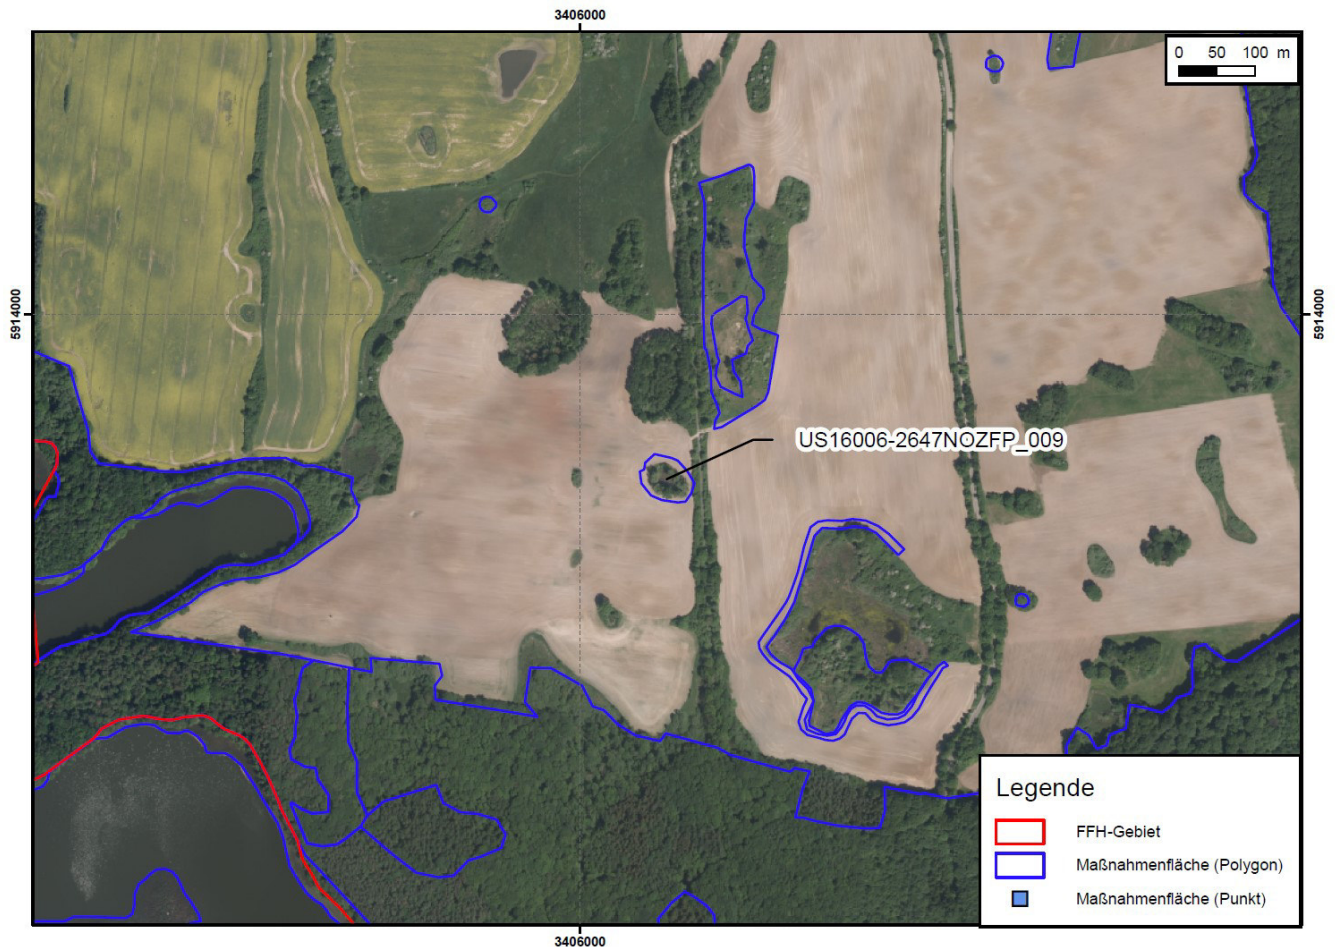 3406000
0 50 100 m
5914000
5914000
US16006-2647NOZFP_009
Legende
FFH-Gebiet
Maßnahmenfläche (Polygon)
Maßnahmenfläche (Punkt)
3406000